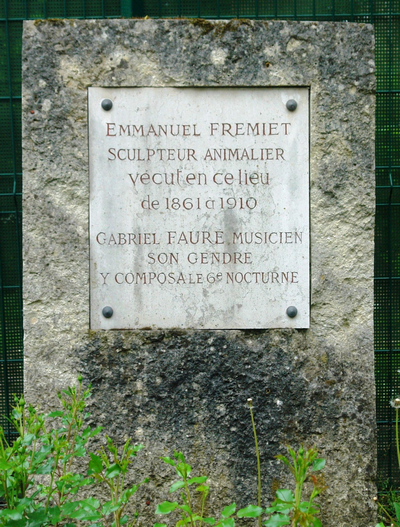 EMMANUEL FREMIET
SCULPTEUR ANIMALIER
vécut en ce lieu
de 1861 à 1910
GABRIEL FAURE, MUSICIEN
SON GENDRE
Y COMPOSA LE 6e NOCTURNE